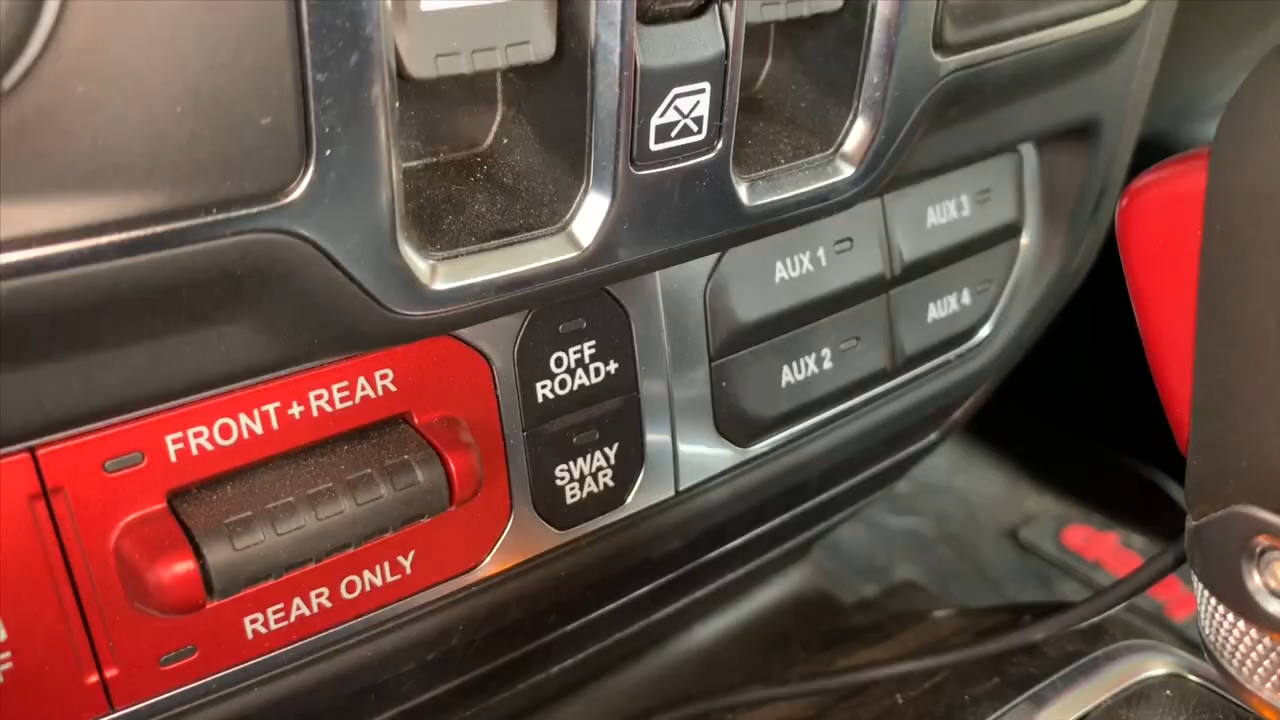 FRONT+REAR
REAR ONLY
OFF
ROAD+
SWAY
BAR
AUX 1
AUX 2
AUX 3
AUX 4